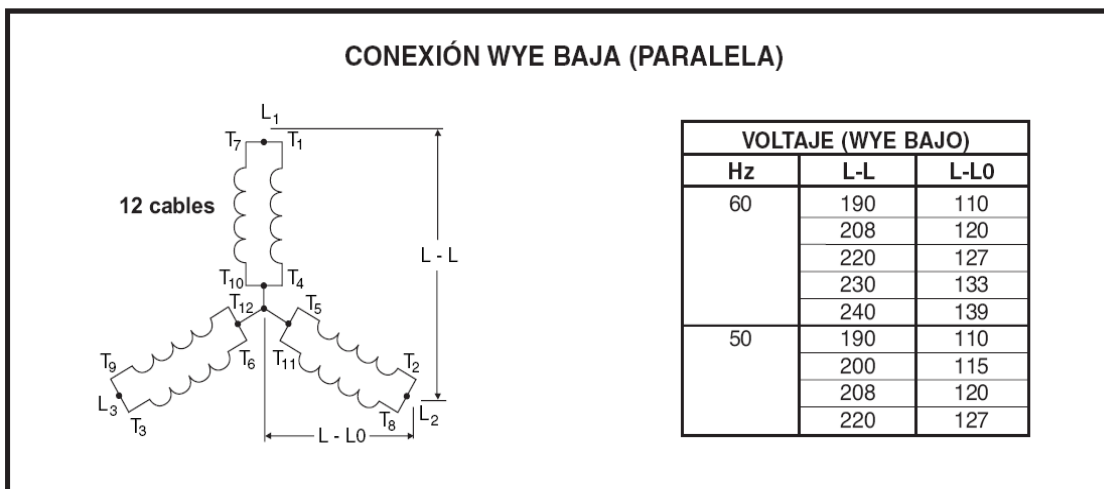 CONEXIÓN WYE BAJA (PARALELA)
L1
T7 T1
12 cables
T10 T4
L - L
T12 T5
T9 T6 T11 T2
L3 T3 T8 L2
L - L0
VOLTAJE (WYE BAJO)
Hz L-L L-L0
60 190 110
208 120
220 127
230 133
240 139
50 190 110
200 115
208 120
220 127